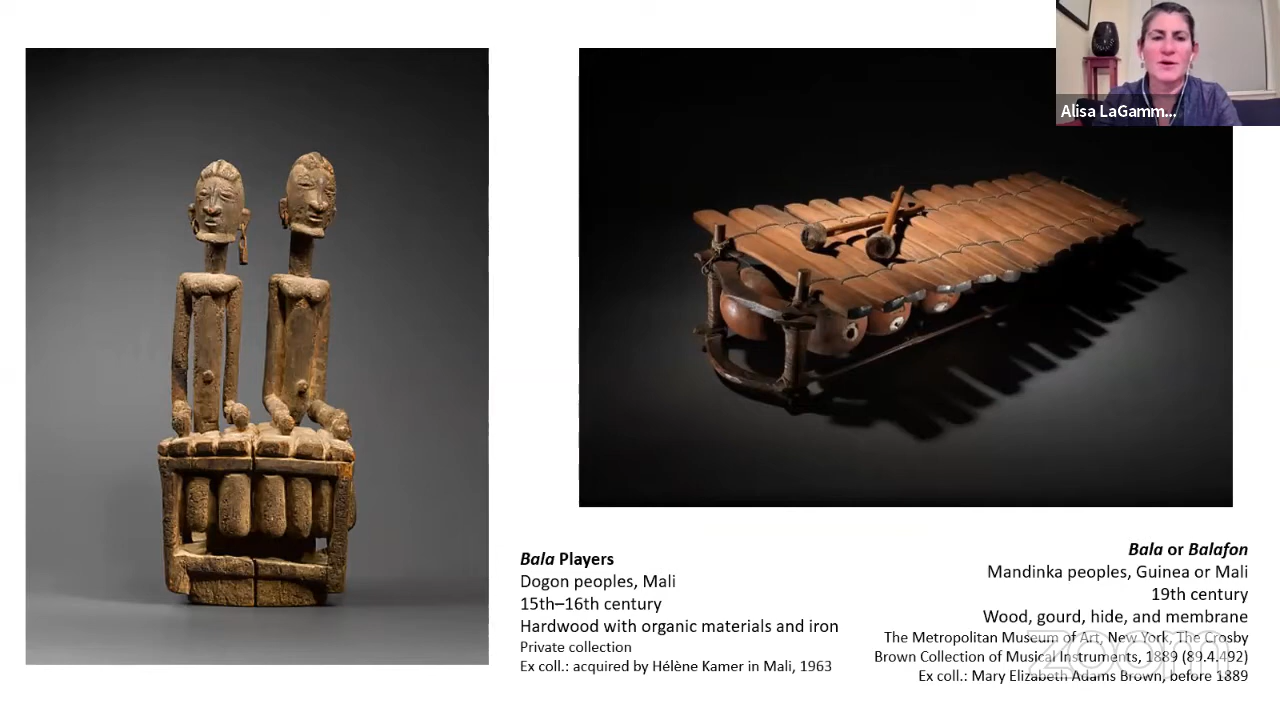 Alisa LaGamm...
Bala Players
Dogon peoples, Mali
15th–16th century
Hardwood with organic materials and iron
Private collection
Ex coll.: acquired by Hélène Kamer in Mali, 1963
Bala or Balafon
Mandinka peoples, Guinea or Mali
19th century
Wood, gourd, hide, and membrane
The Metropolitan Museum of Art, New York, The Crosby
Brown Collection of Musical Instruments, 1889 (89.4.492)
Ex coll.: Mary Elizabeth Adams Brown, before 1889
zoom